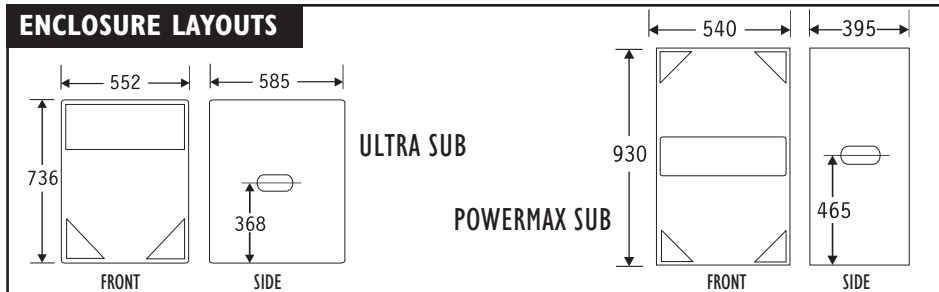 ENCLOSURE LAYOUTS
552
585
736
368
FRONT
SIDE
ULTRA SUB
POWERMAX SUB
540
395
930
465
FRONT
SIDE